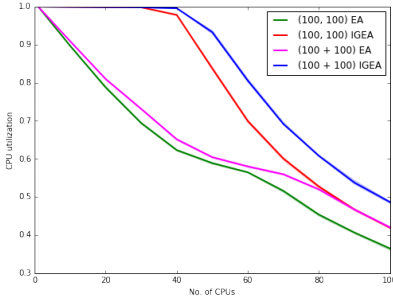 1.0
0.9
0.8
0.7
0.6
0.5
0.4
0.3
CPU utilization
(100, 100) EA
(100, 100) IGEA
(100 + 100) EA
(100 + 100) IGEA
0
20
40
60
80
100
No. of CPUs